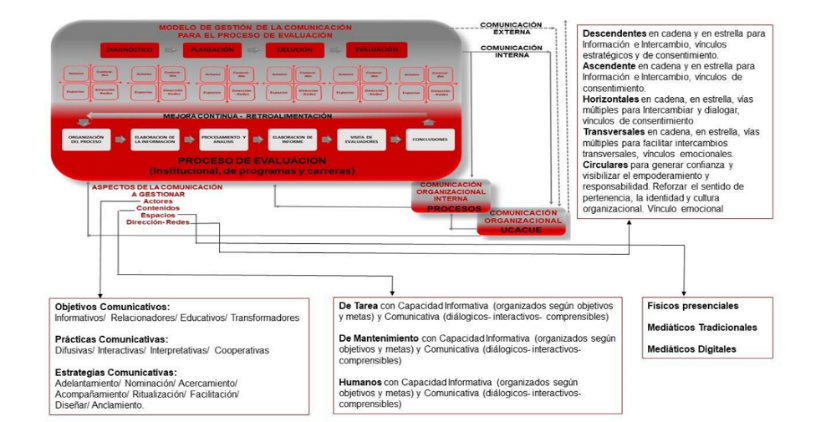 MODELO DE GESTIÓN DE LA COMUNICACIÓN
PARA EL PROCESO DE EVALUACIÓN
DIAGNÓSTICO
PLANEACIÓN
EJECUCIÓN
EVALUACIÓN
COMUNICACIÓN
EXTERNA
COMUNICACIÓN
INTERNA
MEJORA CONTINUA - RETROALIMENTACIÓN
ORGANIZACIÓN
DEL PROCESO
ELABORACION DE
LA INFORMACION
PROCESAMIENTO Y
ANALISIS
ELABORACION DE
INFORME
VISITA DE
EVALUADORES
CONCLUSIONES
PROCESO DE EVALUACIÓN
(Institucional, de programas y carreras)
ASPECTOS DE LA COMUNICACIÓN
A GESTIONAR
Actores
Contenidos
Espacios
Dirección- Redes
COMUNICACIÓN
ORGANIZACIONAL
INTERNA
PROCESOS
COMUNICACIÓN
ORGANIZACIONAL
UCACUE
Descendentes en cadena y en estrella para
Información e Intercambio, vínculos
estratégicos y de consentimiento.
Ascendente en cadena y en estrella para
Información e Intercambio, vínculos de
consentimiento.
Horizontales en cadena, en estrella, vías
múltiples para Intercambiar y dialogar,
vínculos de consentimiento
Transversales en cadena, en estrella, vías
múltiples para facilitar intercambios
transversales, vínculos emocionales.
Circulares para generar confianza y
visibilizar el empoderamiento y
responsabilidad. Reforzar el sentido de
pertenencia, la identidad y cultura
organizacional. Vínculo emocional
Objetivos Comunicativos:
Informativos/ Relacionadores/ Educativos/ Transformadores
Prácticas Comunicativas:
Difusivas/ Interactivas/ Interpretativas/ Cooperativas
Estrategias Comunicativas:
Adelantamiento/ Nominación/ Acercamiento/
Acompañamiento/ Ritualización/ Facilitación/
Diseñar/ Anclamiento.
De Tarea con Capacidad Informativa (organizados según objetivos
y metas) y Comunicativa (diálogicos- interactivos- comprensibles)
De Mantenimiento con Capacidad Informativa (organizados según
objetivos y metas) y Comunicativa (diálogicos- interactivos-
comprensibles)
Humanos con Capacidad Informativa (organizados según
objetivos y metas) y Comunicativa (diálogicos- interactivos-
comprensibles)
Físicos presenciales
Mediáticos Tradicionales
Mediáticos Digitales